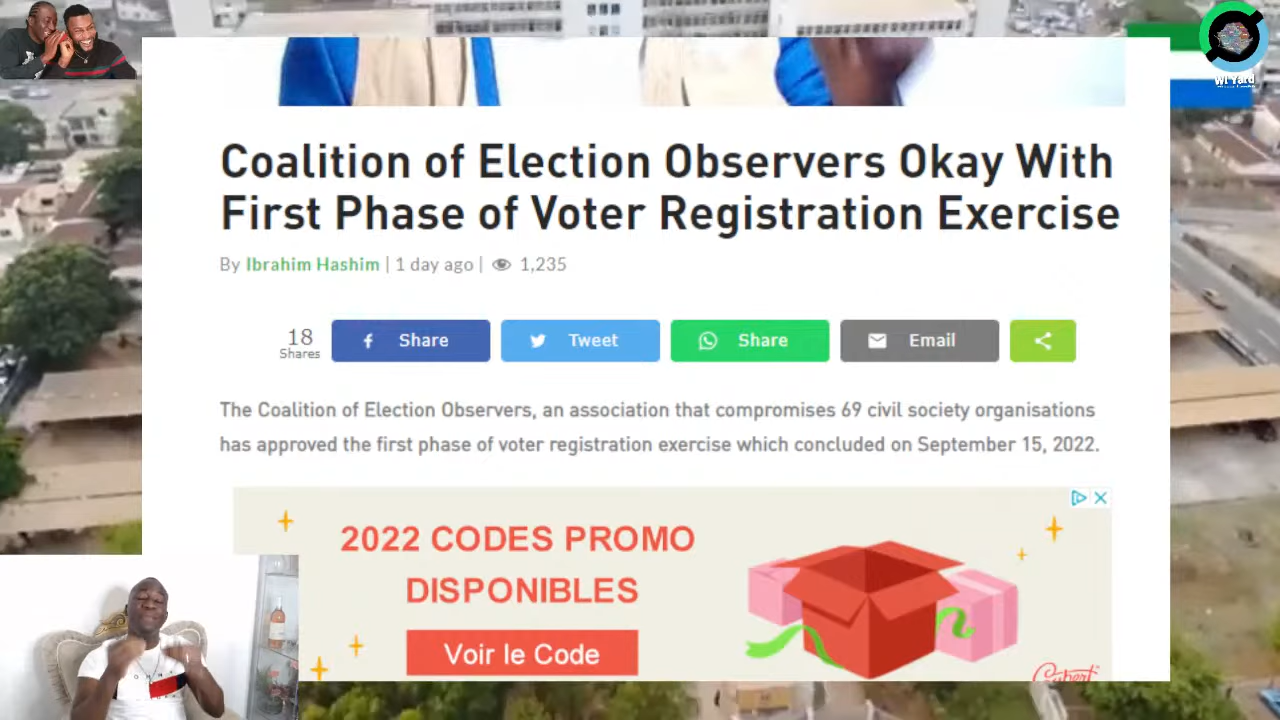 WI Yard
Coalition of Election Observers Okay With
First Phase of Voter Registration Exercise
By Ibrahim Hashim | 1 day ago | 1,235
18
Shares
Share
Tweet
Share
Email
The Coalition of Election Observers, an association that compromises 69 civil society organisations
has approved the first phase of voter registration exercise which concluded on September 15, 2022.
2022 CODES PROMO
DISPONIBLES
Voir le Code